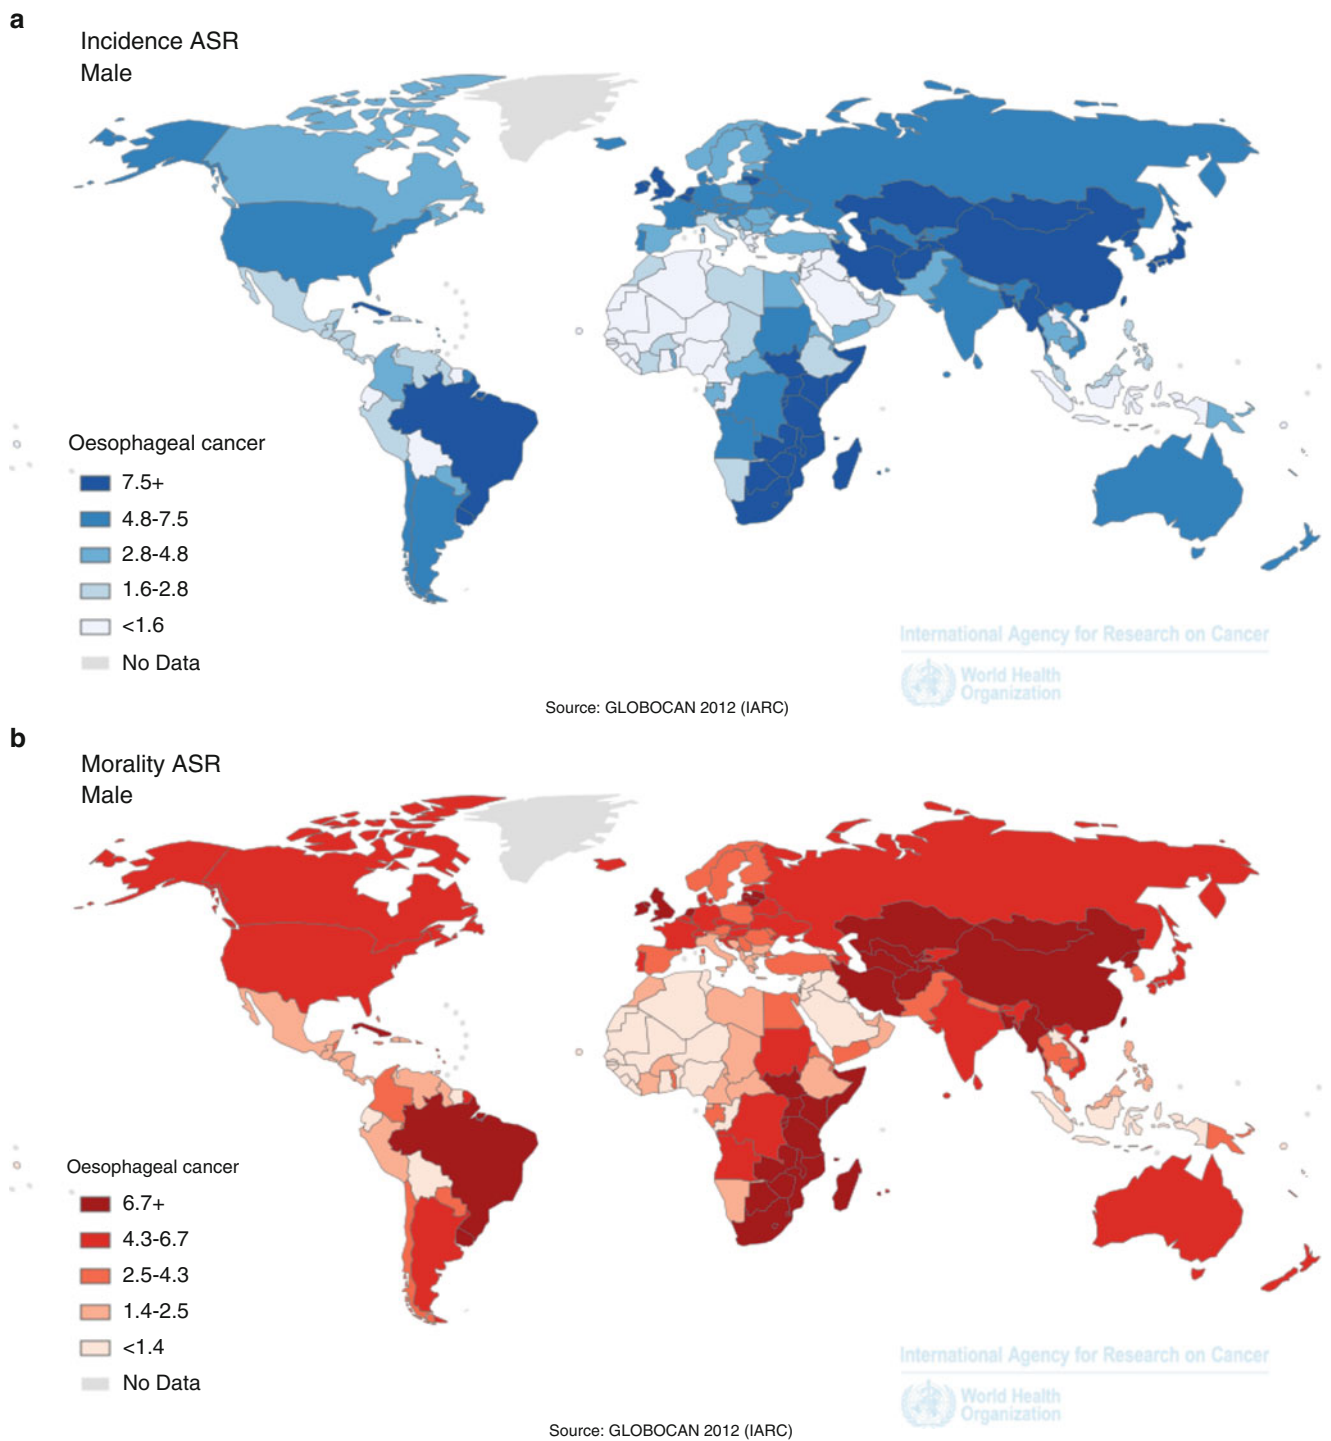 a
Incidence ASR
Male
Oesophageal cancer
7.5+
4.8-7.5
2.8-4.8
1.6-2.8
<1.6
No Data
International Agency for Research on Cancer
World Health
Organization
Source: GLOBOCAN 2012 (IARC)
b
Morality ASR
Male
Oesophageal cancer
6.7+
4.3-6.7
2.5-4.3
1.4-2.5
<1.4
No Data
International Agency for Research on Cancer
World Health
Organization
Source: GLOBOCAN 2012 (IARC)